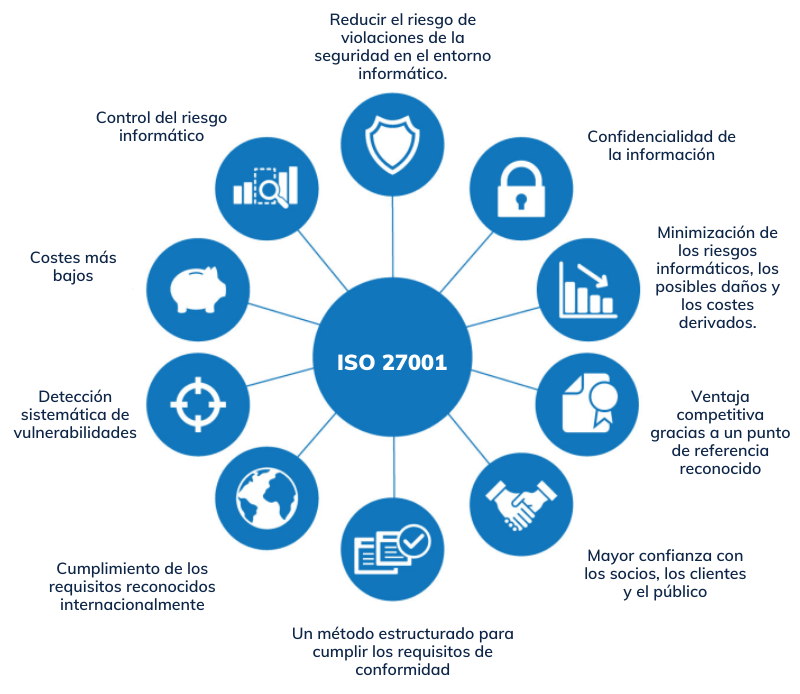 Reducir el riesgo de
violaciones de la
seguridad en el entorno
informático.
Control del riesgo
informático
Confidencialidad de
la información
Costes más
bajos
Minimización de
los riesgos
informáticos, los
posibles daños y
los costes
derivados.
ISO 27001
Detección
sistemática de
vulnerabilidades
Ventaja
competitiva
gracias a un punto
de referencia
reconocido
Cumplimiento de los
requisitos reconocidos
internacionalmente
Mayor confianza con
los socios, los clientes
y el público
Un método estructurado para
cumplir los requisitos de
conformidad